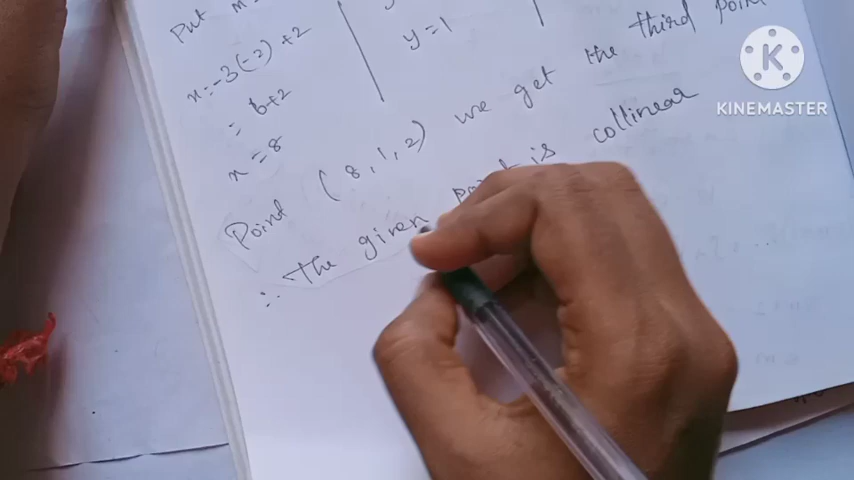 Put
x=-3(-2)+2
= 6+2
x=8
y=1
Point (8,1,2) we get the third Point
∴ The given point is collinear
K
KINEMASTER